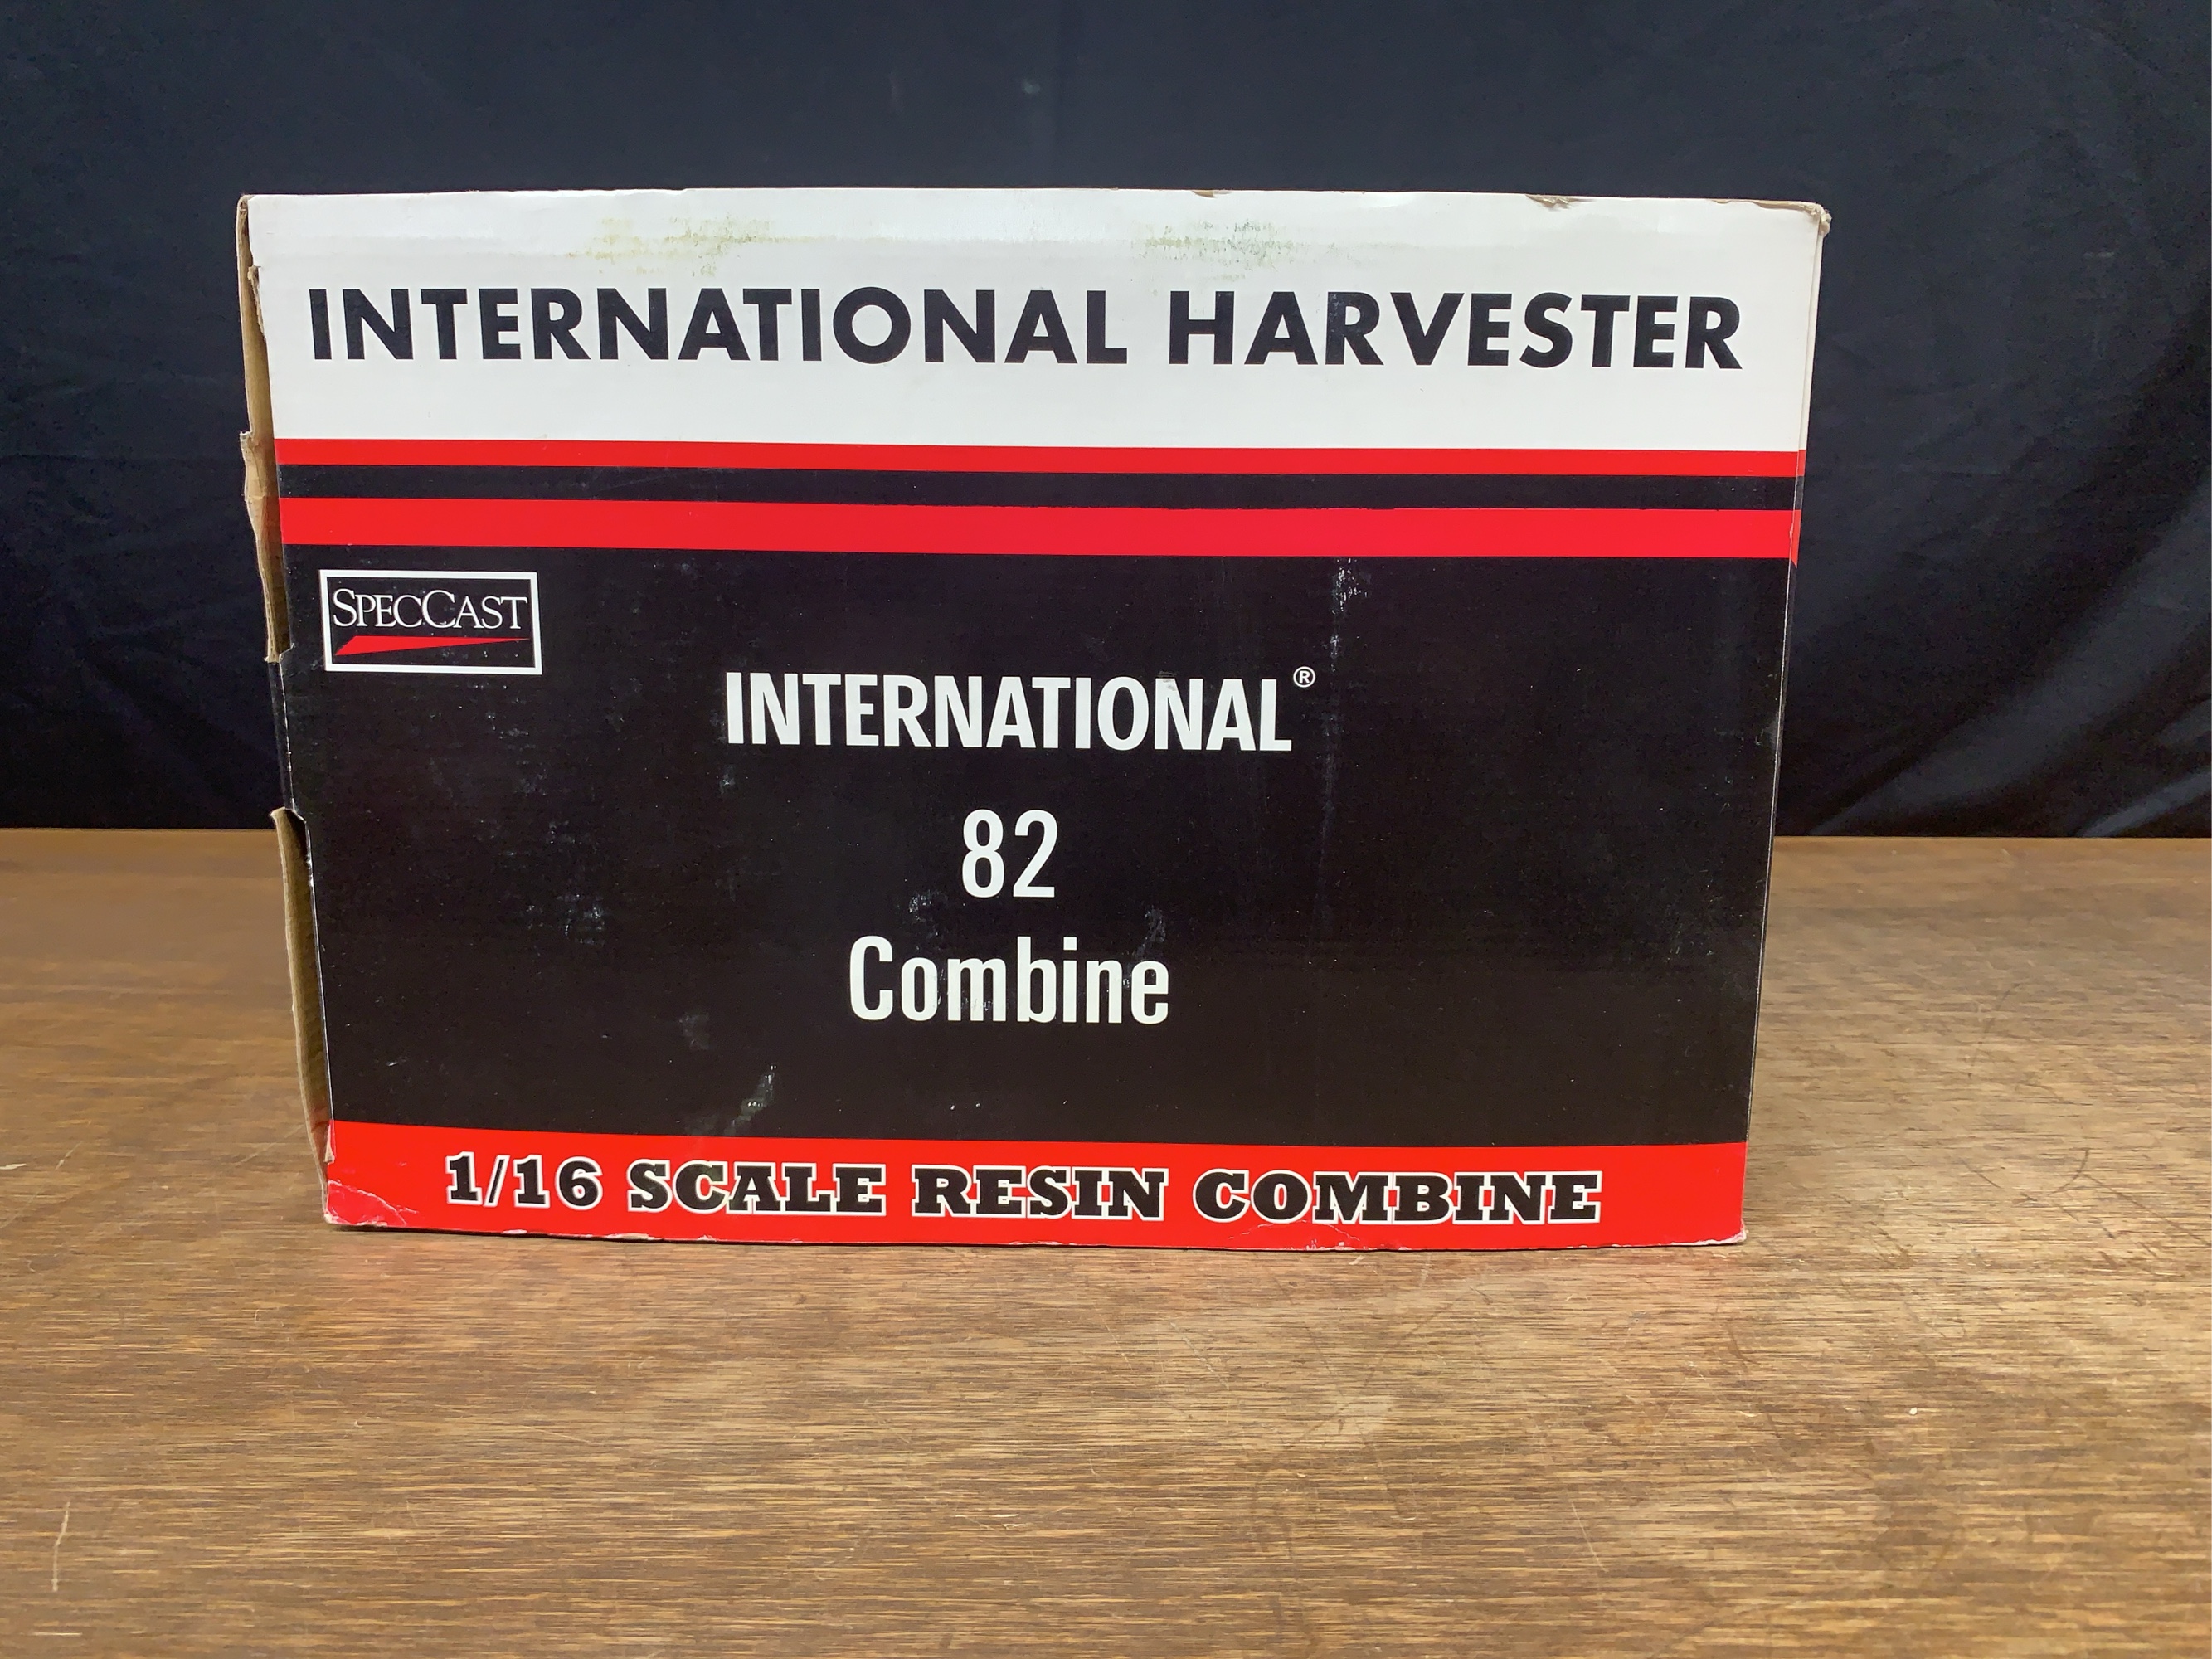 INTERNATIONAL HARVESTER
SPECCAST
INTERNATIONAL®
82
Combine
1/16 SCALE RESIN COMBINE